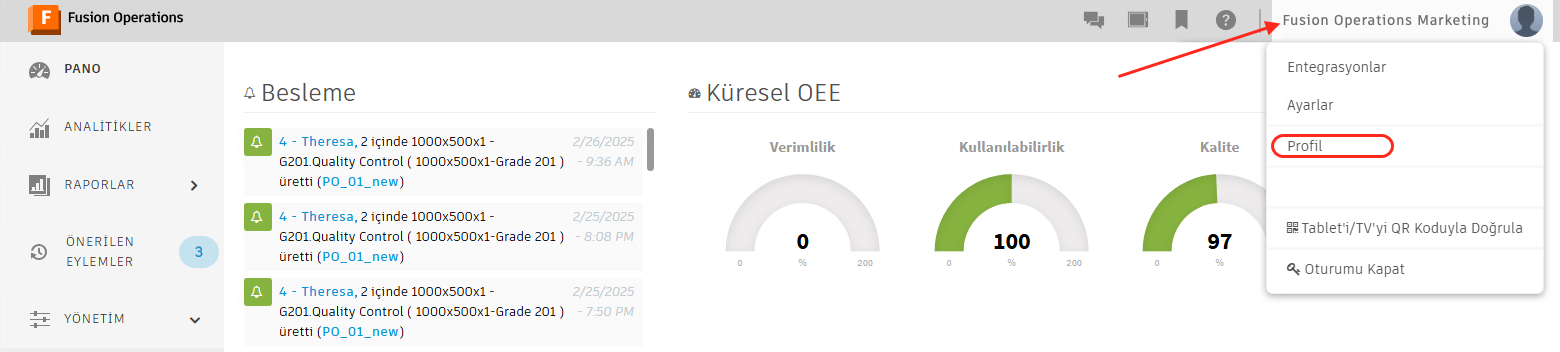 Fusion Operations
Fusion Operations Marketing
PANO
ANALİTİKLER
RAPORLAR
ÖNERİLEN
EYLEMLER
3
YÖNETİM
Besleme
4 - Theresa, 2 içinde 1000x500x1 -
G201.Quality Control ( 1000x500x1-Grade 201 )
üretti (PO_01_new)
2/26/2025
- 9:36 AM
4 - Theresa, 2 içinde 1000x500x1 -
G201.Quality Control ( 1000x500x1-Grade 201 )
üretti (PO_01_new)
2/25/2025
- 8:08 PM
4 - Theresa, 2 içinde 1000x500x1 -
G201.Quality Control ( 1000x500x1-Grade 201 )
üretti (PO_01_new)
2/25/2025
- 7:50 PM
Küresel OEE
Verimlilik
0
0 % 200
Kullanılabilirlik
100
0 % 200
Kalite
97
0 %
Entegrasyonlar
Ayarlar
Profil
Tablet'i/TV'yi QR Koduyla Doğrula
Oturumu Kapat